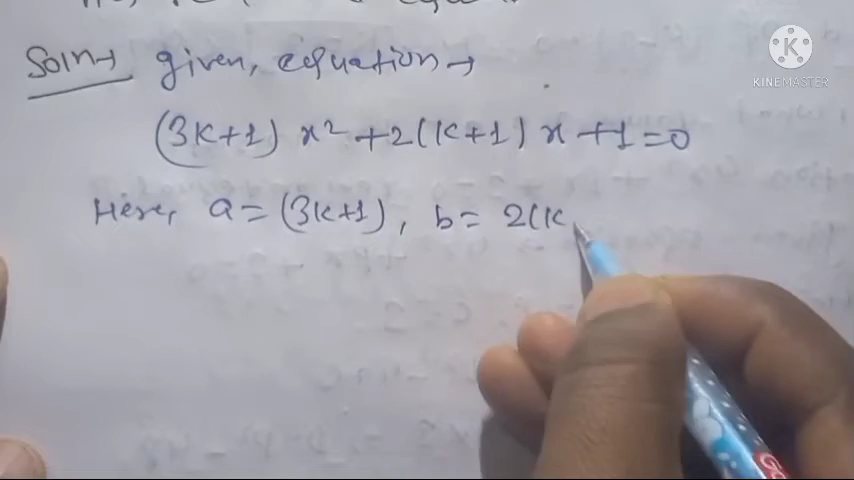 K
KINEMASTER
Soln→ given, equation→
(3k+1) x² +2(k+1) x +1=0
Here, a = (3k+1), b = 2(k